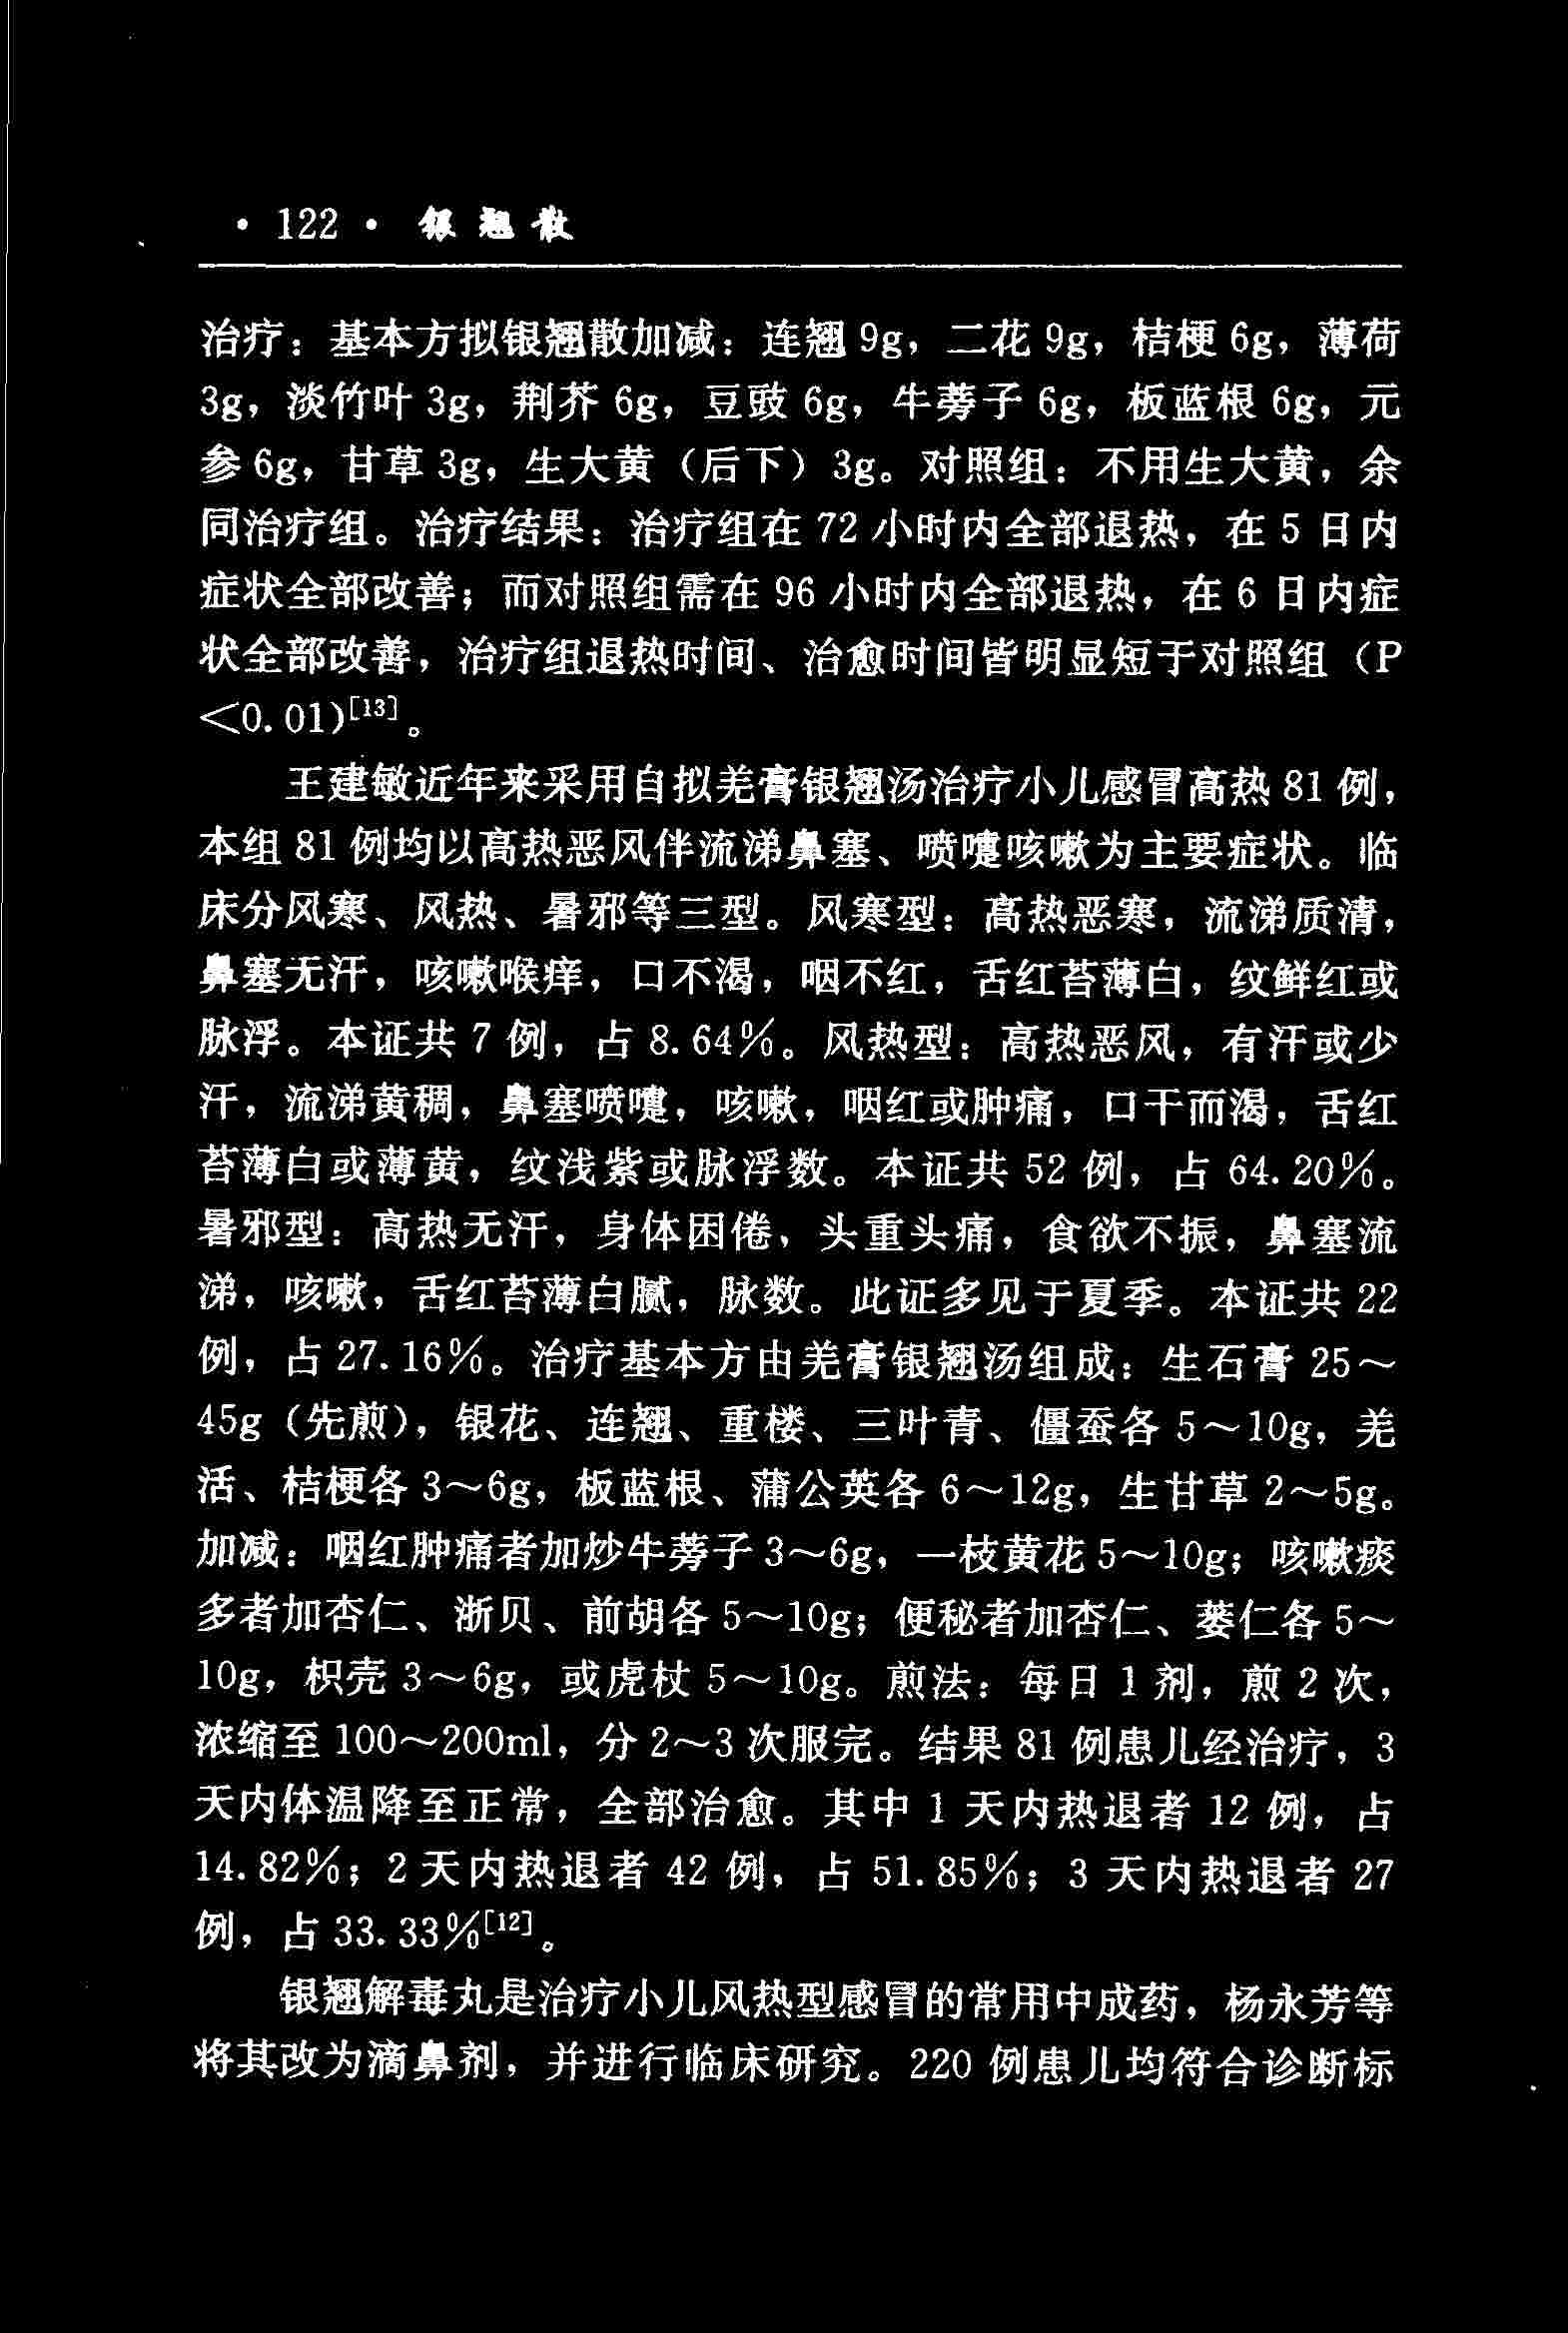 ·122· 银翘散
治疗：基本方拟银翘散加减：连翘 9g，二花 9g，桔梗 6g，薄荷
3g，淡竹叶 3g，荆芥 6g，豆豉 6g，牛蒡子 6g，板蓝根 6g，元
参 6g，甘草 3g，生大黄（后下）3g。对照组：不用生大黄，余
同治疗组。治疗结果：治疗组在 72 小时内全部退热，在 5 日内
症状全部改善；而对照组需在 96 小时内全部退热，在 6 日内症
状全部改善，治疗组退热时间、治愈时间皆明显短于对照组（P
<0.01）[13]。
王建敏近年来采用自拟羌膏银翘汤治疗小儿感冒高热 81 例，
本组 81 例均以高热恶风伴流涕鼻塞、喷嚏咳嗽为主要症状。临
床分风寒、风热、暑邪等三型。风寒型：高热恶寒，流涕质清，
鼻塞无汗，咳嗽喉痒，口不渴，咽不红，舌红苔薄白，纹鲜红或
脉浮。本证共 7 例，占 8.64%。风热型：高热恶风，有汗或少
汗，流涕黄稠，鼻塞喷嚏，咳嗽，咽红或肿痛，口干而渴，舌红
苔薄白或薄黄，纹浅紫或脉浮数。本证共 52 例，占 64.20%。
暑邪型：高热无汗，身体困倦，头重头痛，食欲不振，鼻塞流
涕，咳嗽，舌红苔薄白腻，脉数。此证多见于夏季。本证共 22
例，占 27.16%。治疗基本方由羌膏银翘汤组成：生石膏 25～
45g（先煎），银花、连翘、重楼、三叶青、僵蚕各 5～10g，羌
活、桔梗各 3～6g，板蓝根、蒲公英各 6～12g，生甘草 2～5g。
加减：咽红肿痛者加炒牛蒡子 3～6g，一枝黄花 5～10g；咳嗽痰
多者加杏仁、浙贝、前胡各 5～10g；便秘者加杏仁、蒌仁各 5～
10g，枳壳 3～6g，或虎杖 5～10g。煎法：每日 1 剂，煎 2 次，
浓缩至 100～200ml，分 2～3 次服完。结果 81 例患儿经治疗，3
天内体温降至正常，全部治愈。其中 1 天内热退者 12 例，占
14.82%；2 天内热退者 42 例，占 51.85%；3 天内热退者 27
例，占 33.33%[12]。
银翘解毒丸是治疗小儿风热型感冒的常用中成药，杨永芳等
将其改为滴鼻剂，并进行临床研究。220 例患儿均符合诊断标